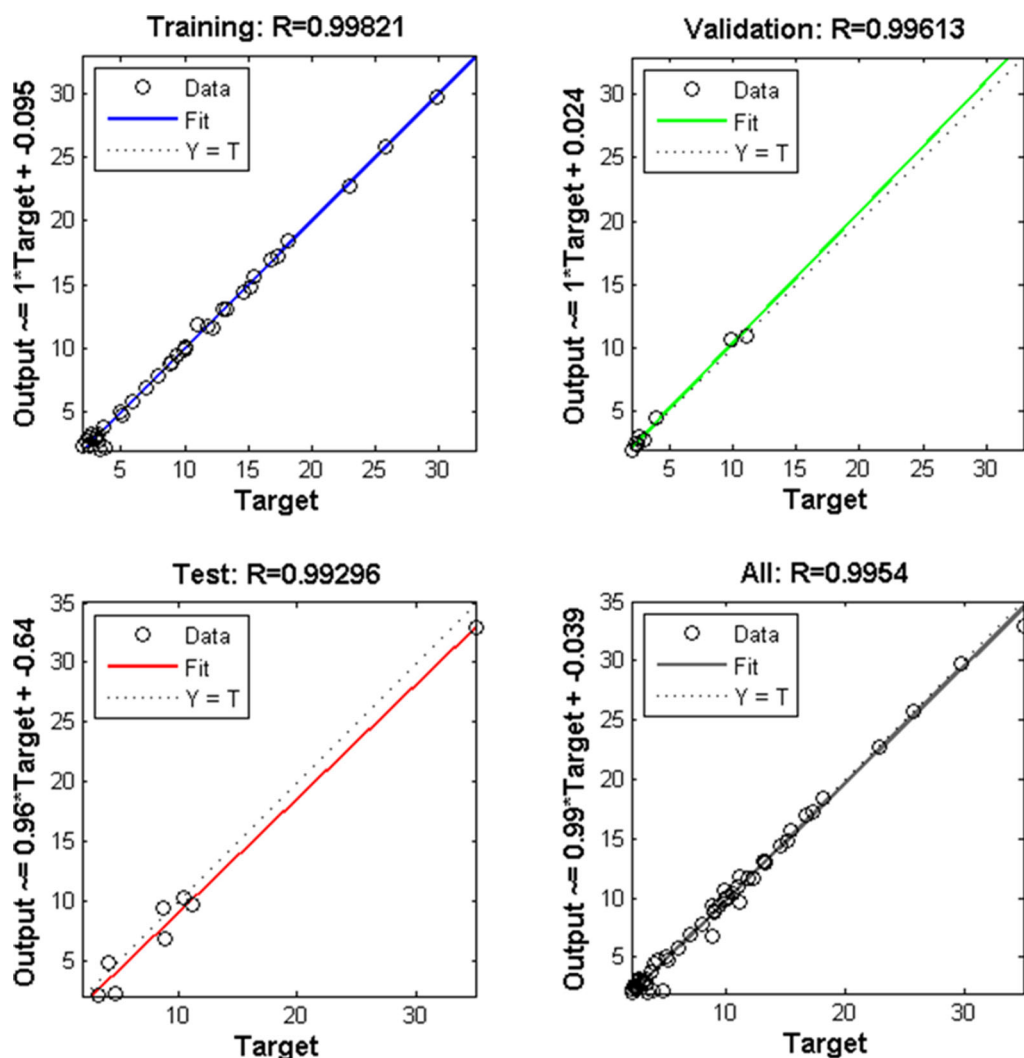 Training: R=0.99821
Output ~= 1*Target + -0.095
Data
Fit
Y = T
30
25
20
15
10
5
5 10 15 20 25 30
Target
Validation: R=0.99613
Output ~= 1*Target + 0.024
Data
Fit
Y = T
30
25
20
15
10
5
5 10 15 20 25 30
Target
Test: R=0.99296
Output ~= 0.96*Target + -0.64
Data
Fit
Y = T
35
30
25
20
15
10
5
10 20 30
Target
All: R=0.9954
Output ~= 0.99*Target + -0.039
Data
Fit
Y = T
35
30
25
20
15
10
5
10 20 30
Target